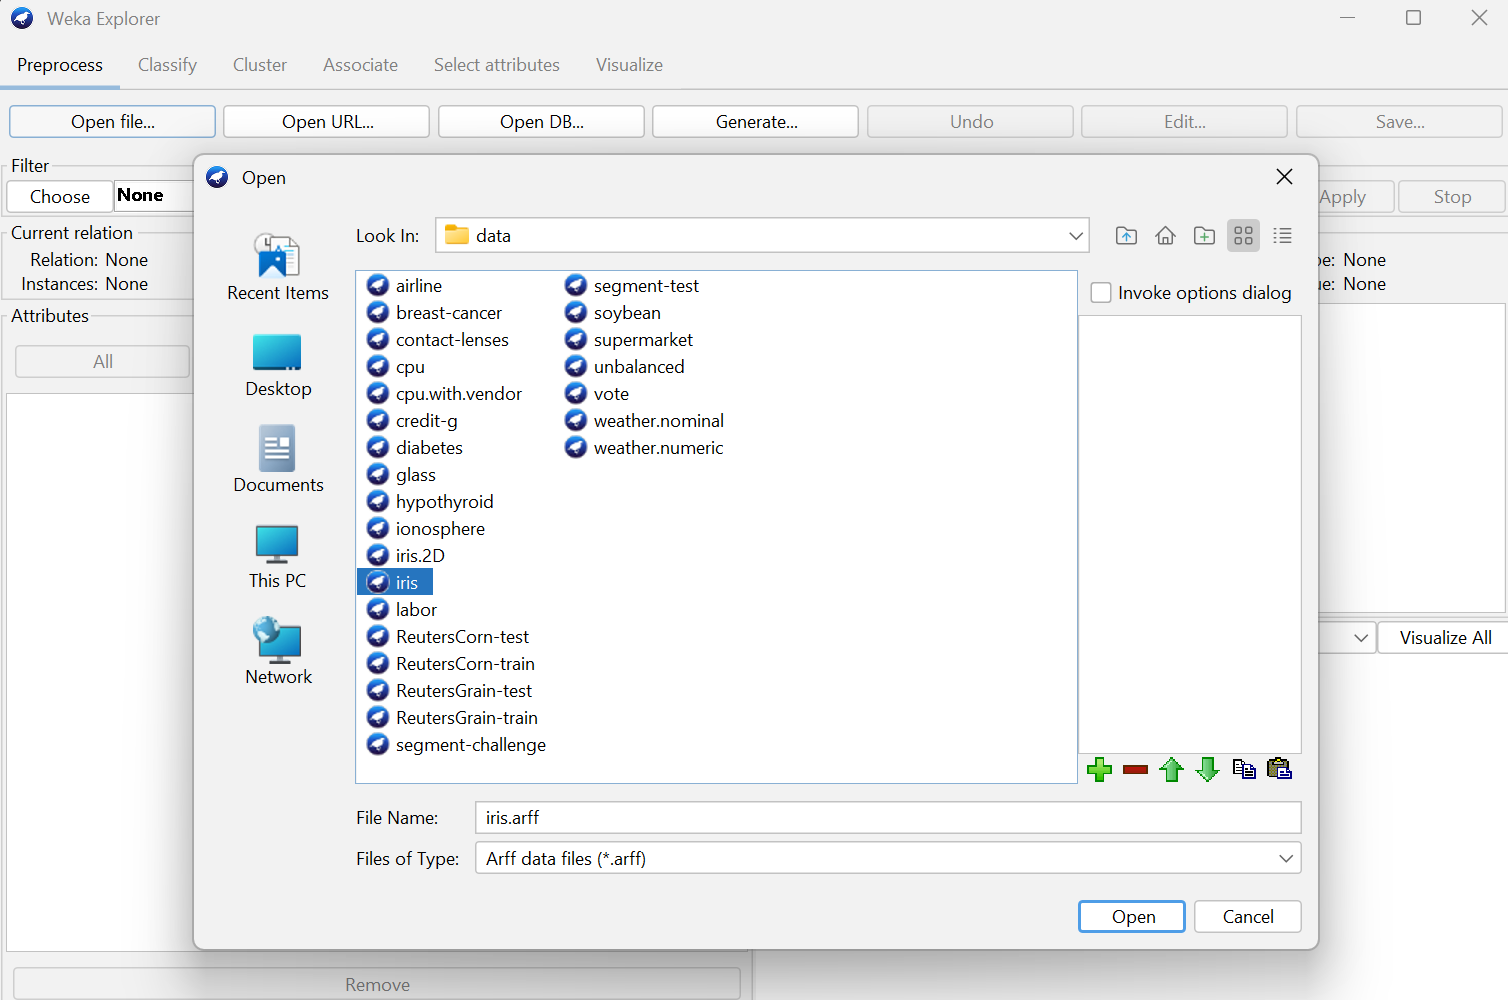 Weka Explorer
Preprocess Classify Cluster Associate Select attributes Visualize
Open file... Open URL... Open DB... Generate... Undo Edit... Save...
Filter
Choose None Apply Stop
Open
Current relation
Relation: None
Instances: None
None
None
Attributes
All
Look In: data
Recent Items
Desktop
Documents
This PC
Network
airline
breast-cancer
contact-lenses
cpu
cpu.with.vendor
credit-g
diabetes
glass
hypothyroid
ionosphere
iris.2D
iris
labor
ReutersCorn-test
ReutersCorn-train
ReutersGrain-test
ReutersGrain-train
segment-challenge
segment-test
soybean
supermarket
unbalanced
vote
weather.nominal
weather.numeric
Invoke options dialog
Visualize All
File Name: iris.arff
Files of Type: Arff data files (*.arff)
Open Cancel
Remove